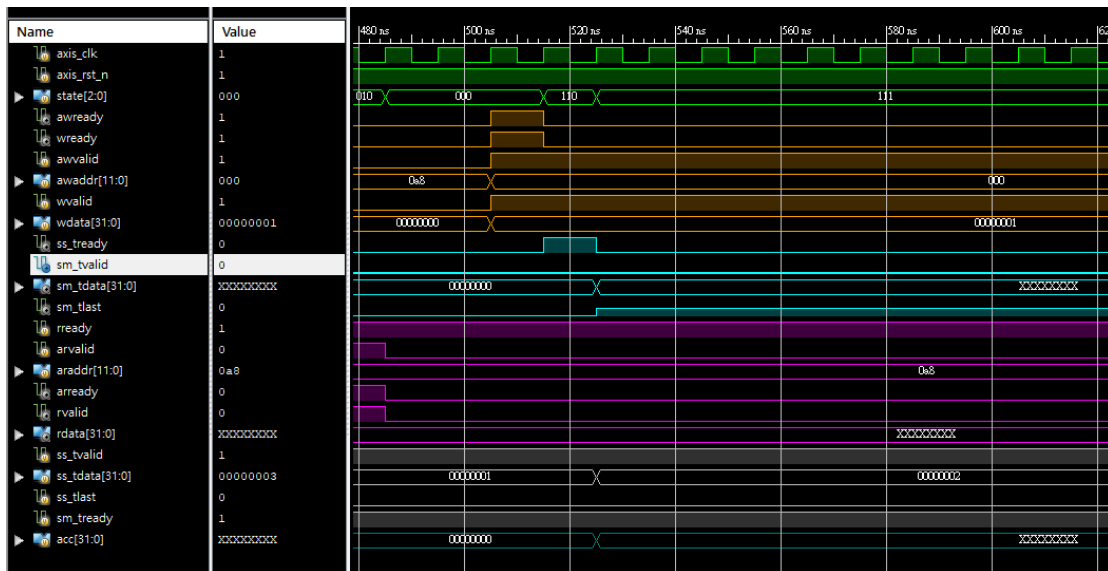 Name Value 480 ns 500 ns 520 ns 540 ns 560 ns 580 ns 600 ns 62
axis_clk 1
axis_rst_n 1
state[2:0] 000 010 000 110 111
awready 1
wready 1
awvalid 1
awaddr[11:0] 000 0a8 000
wvalid 1
wdata[31:0] 00000001 00000000 00000001
ss_tready 0
sm_tvalid 0
sm_tdata[31:0] XXXXXXXX 00000000 XXXXXXXX
sm_tlast 0
rready 1
arvalid 0
araddr[11:0] 0a8 0a8
arready 0
rvalid 0
rdata[31:0] XXXXXXXX XXXXXXXX
ss_tvalid 1
ss_tdata[31:0] 00000003 00000001 00000002
ss_tlast 0
sm_tready 1
acc[31:0] XXXXXXXX 00000000 XXXXXXXX